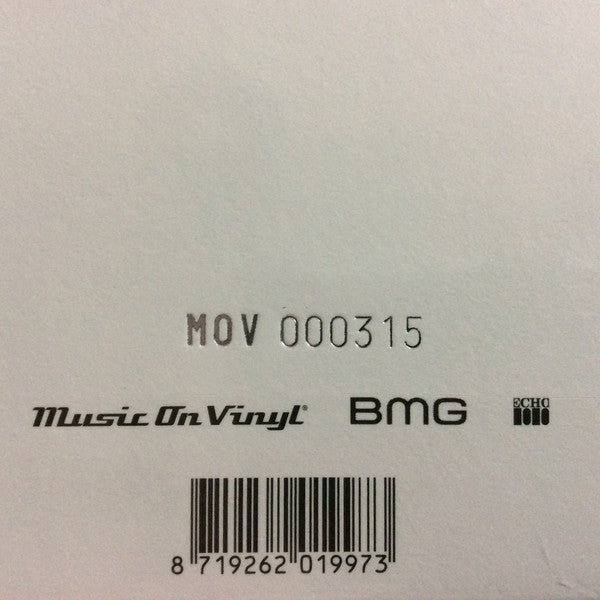 MOV 000315
Music On Vinyl® BMG ECHO
8 719262 019973